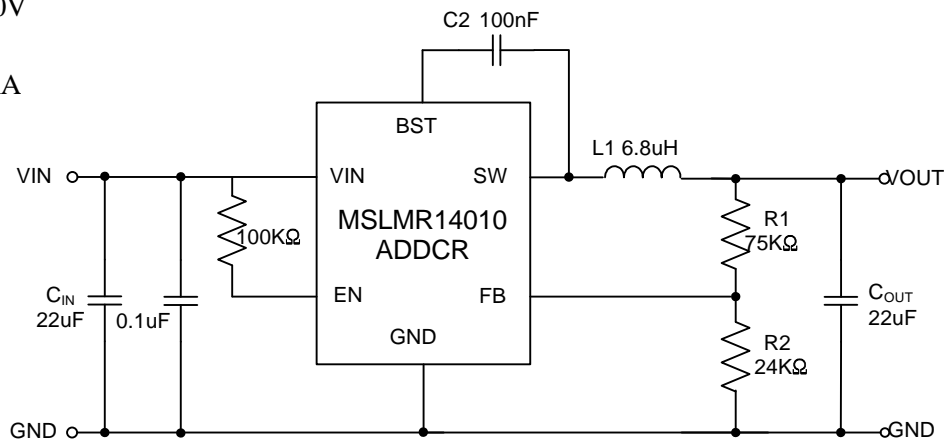 0V
A
C2 100nF
BST
L1 6.8uH
VIN
VIN
SW
VOUT
MSLMR14010
ADDCR
R1
75KΩ
100KΩ
EN
FB
CIN
22uF
0.1uF
COUT
22uF
GND
R2
24KΩ
GND
GND